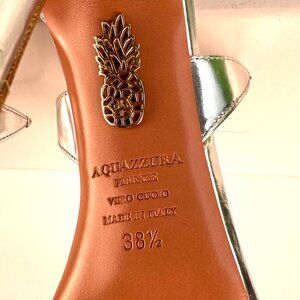 AQUAZZURA
FIRENZE
VERO CUOIO
MADE IN ITALY
38½